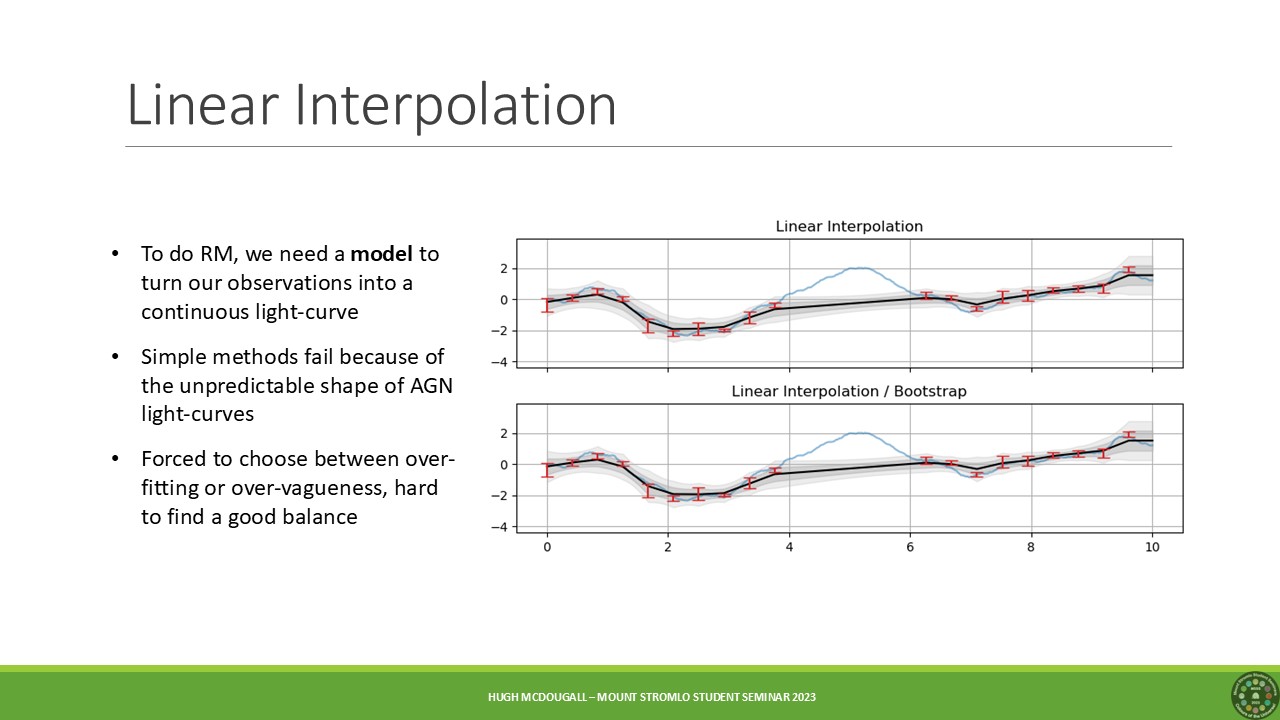 Linear Interpolation
• To do RM, we need a model to
turn our observations into a
continuous light-curve
• Simple methods fail because of
the unpredictable shape of AGN
light-curves
• Forced to choose between over-
fitting or over-vagueness, hard
to find a good balance
Linear Interpolation
2
0
−2
−4
Linear Interpolation / Bootstrap
2
0
−2
−4
0 2 4 6 8 10
HUGH MCDOUGALL – MOUNT STROMLO STUDENT SEMINAR 2023